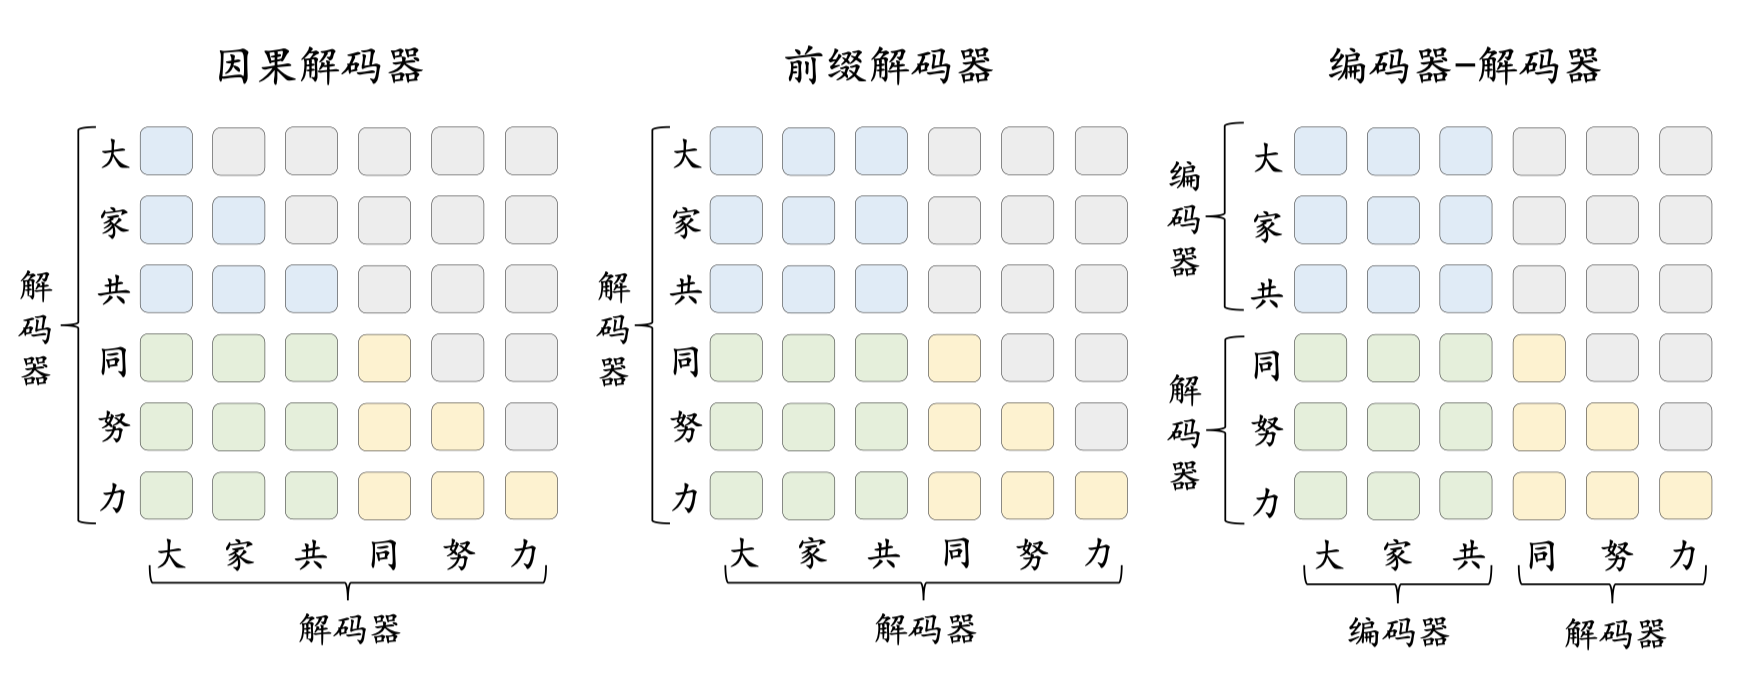 因果解码器
前缀解码器
编码器-解码器
解码器
大
家
共
同
努
力
大 家 共 同 努 力
解码器
解码器
大
家
共
同
努
力
大 家 共 同 努 力
解码器
编码器
大
家
共
解码器
同
努
力
大 家 共 同 努 力
编码器 解码器